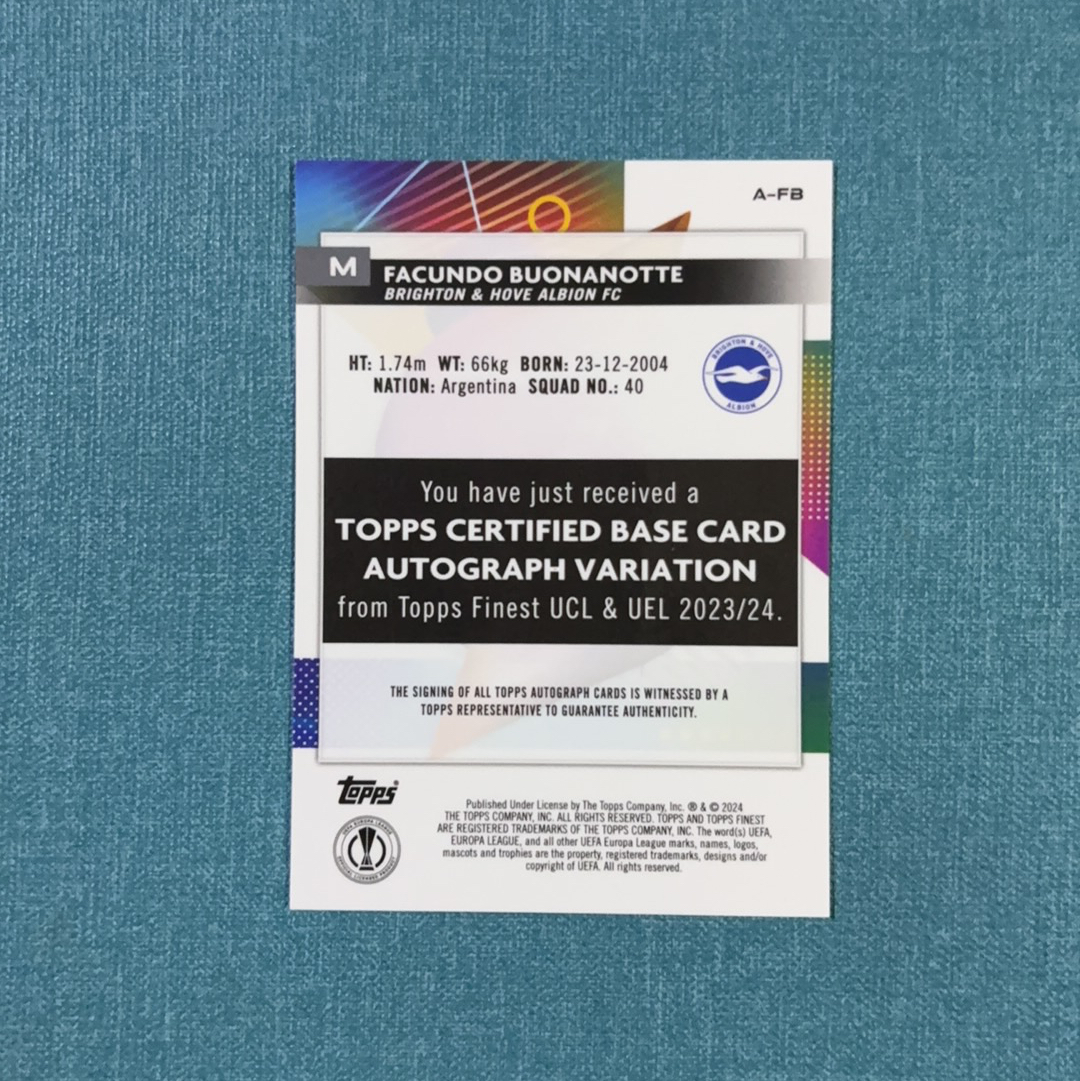 A-FB
M
FACUNDO BUONANOTTE
BRIGHTON & HOVE ALBION FC
HT: 1.74m WT: 66kg BORN: 23-12-2004
NATION: Argentina SQUAD NO.: 40
BRIGHTON & HOVE
ALBION
You have just received a
TOPPS CERTIFIED BASE CARD
AUTOGRAPH VARIATION
from Topps Finest UCL & UEL 2023/24.
THE SIGNING OF ALL TOPPS AUTOGRAPH CARDS IS WITNESSED BY A
TOPPS REPRESENTATIVE TO GUARANTEE AUTHENTICITY.
topps®
UEFA EUROPA LEAGUE
OFFICIAL LICENSED PRODUCT
Published Under License by The Topps Company, Inc. ® & © 2024
THE TOPPS COMPANY, INC. ALL RIGHTS RESERVED. TOPPS AND TOPPS FINEST
ARE REGISTERED TRADEMARKS OF THE TOPPS COMPANY, INC. The word(s) UEFA,
EUROPA LEAGUE, and all other UEFA Europa League marks, names, logos,
mascots and trophies are the property, registered trademarks, designs and/or
copyright of UEFA. All rights reserved.